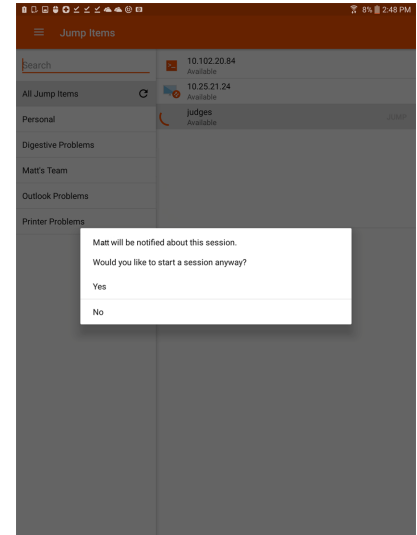 8% 2:48 PM
Jump Items
Search
All Jump Items
Personal
Digestive Problems
Matt's Team
Outlook Problems
Printer Problems
10.102.20.84
Available
10.25.21.24
Available
judges
Available
JUMP
Matt will be notified about this session.
Would you like to start a session anyway?
Yes
No